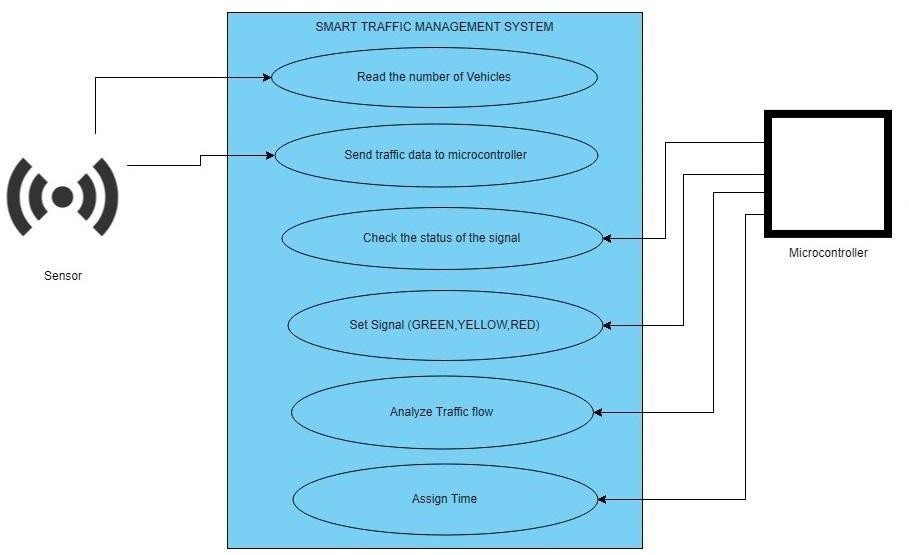 SMART TRAFFIC MANAGEMENT SYSTEM
Read the number of Vehicles
Send traffic data to microcontroller
Check the status of the signal
Set Signal (GREEN,YELLOW,RED)
Analyze Traffic flow
Assign Time
Sensor
Microcontroller